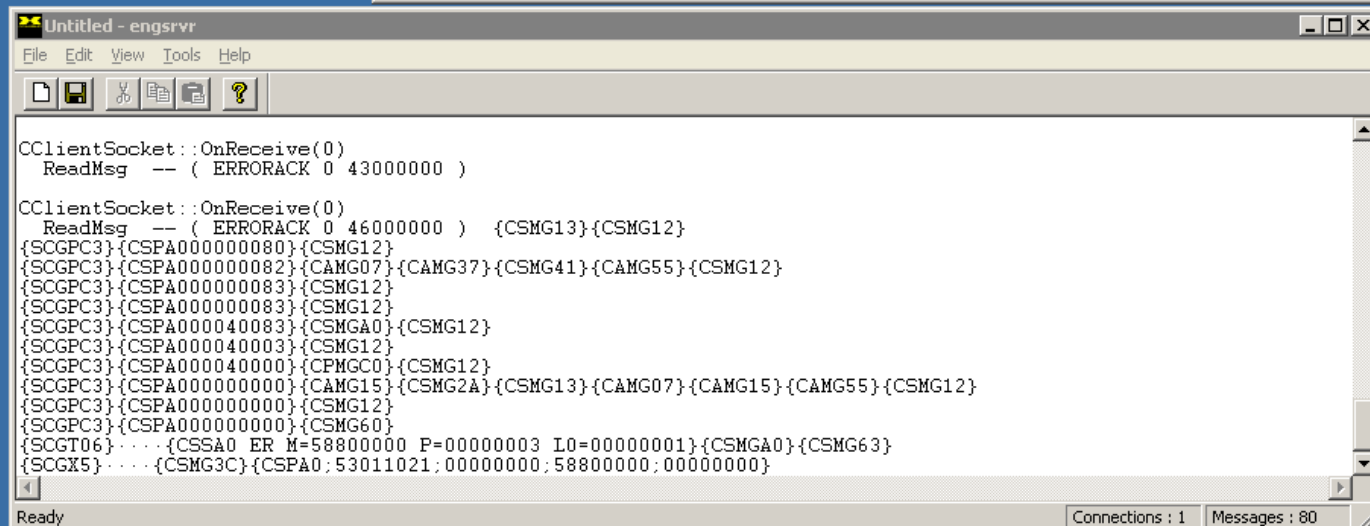 Untitled - engsrvr
File Edit View Tools Help
CClientSocket::OnReceive(0)
ReadMsg -- ( ERRORACK 0 43000000 )
CClientSocket::OnReceive(0)
ReadMsg -- ( ERRORACK 0 46000000 ) {CSMG13}{CSMG12}
{SCGPC3}{CSPA000000080}{CSMG12}
{SCGPC3}{CSPA000000082}{CAMG07}{CAMG37}{CSMG41}{CAMG55}{CSMG12}
{SCGPC3}{CSPA000000083}{CSMG12}
{SCGPC3}{CSPA000000083}{CSMG12}
{SCGPC3}{CSPA000040083}{CSMGA0}{CSMG12}
{SCGPC3}{CSPA000040003}{CSMG12}
{SCGPC3}{CSPA000040000}{CPMGC0}{CSMG12}
{SCGPC3}{CSPA000000000}{CAMG15}{CSMG2A}{CSMG13}{CAMG07}{CAMG15}{CAMG55}{CSMG12}
{SCGPC3}{CSPA000000000}{CSMG12}
{SCGPC3}{CSPA000000000}{CSMG60}
{SCGT06}····{CSSA0 ER M=58800000 P=00000003 L0=00000001}{CSMGA0}{CSMG63}
{SCGX5}····{CSMG3C}{CSPA0;53011021;00000000;58800000;00000000}
Ready Connections : 1 Messages : 80